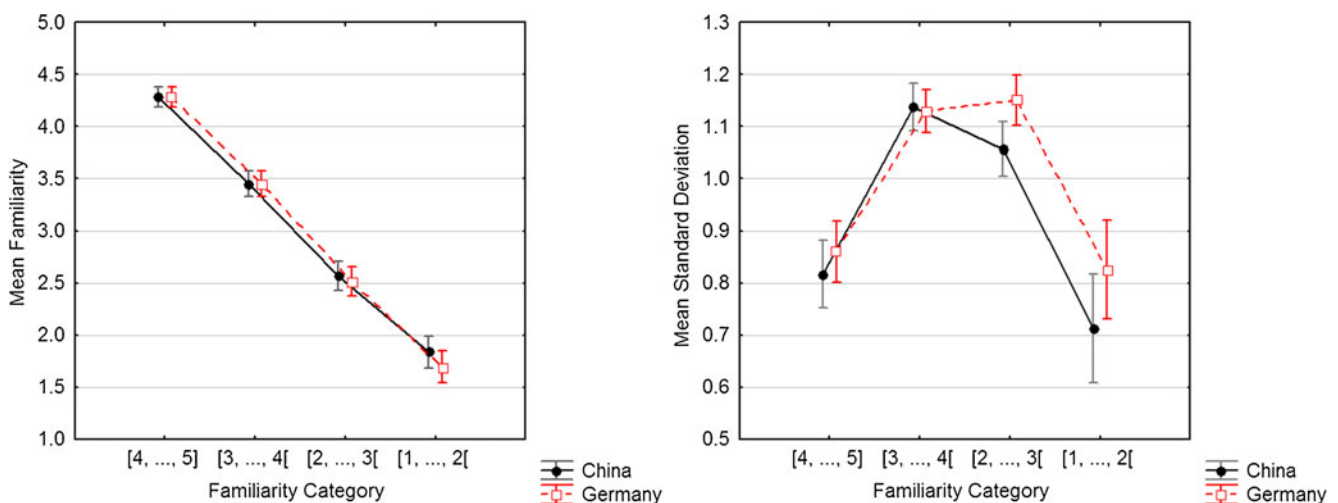 5.0
4.5
4.0
3.5
3.0
2.5
2.0
1.5
1.0
Mean Familiarity
[4, ..., 5] [3, ..., 4[ [2, ..., 3[ [1, ..., 2[
Familiarity Category
China
Germany
1.3
1.2
1.1
1.0
0.9
0.8
0.7
0.6
0.5
Mean Standard Deviation
[4, ..., 5] [3, ..., 4[ [2, ..., 3[ [1, ..., 2[
Familiarity Category
China
Germany